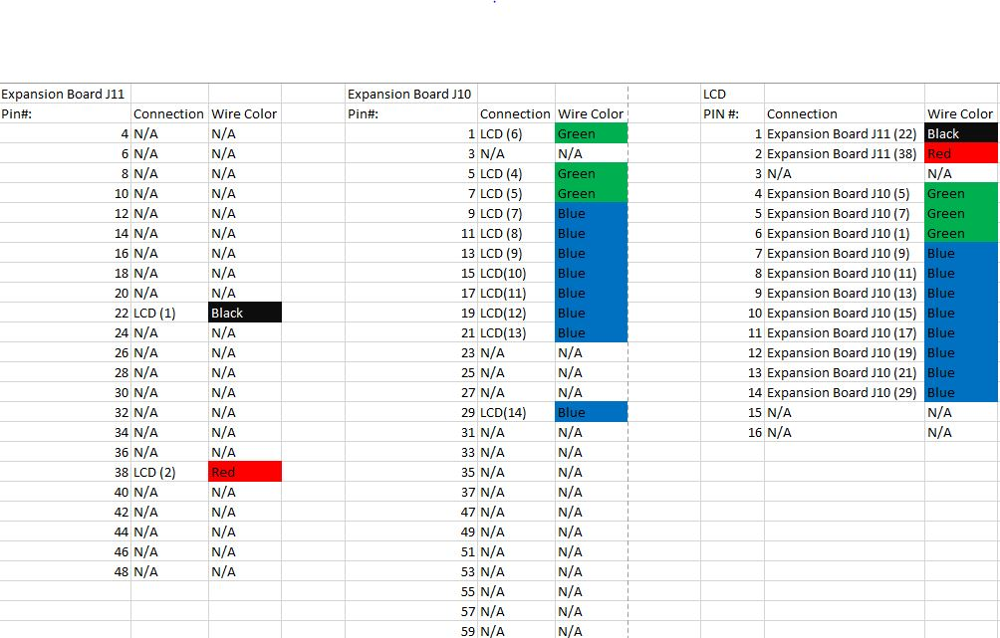 Expansion Board J11 Expansion Board J10 LCD
Pin#: Connection Wire Color Pin#: Connection Wire Color PIN #: Connection Wire Color
4 N/A N/A 1 LCD (6) Green 1 Expansion Board J11 (22) Black
6 N/A N/A 3 N/A N/A 2 Expansion Board J11 (38) Red
8 N/A N/A 5 LCD (4) Green 3 N/A N/A
10 N/A N/A 7 LCD (5) Green 4 Expansion Board J10 (5) Green
12 N/A N/A 9 LCD (7) Blue 5 Expansion Board J10 (7) Green
14 N/A N/A 11 LCD (8) Blue 6 Expansion Board J10 (1) Green
16 N/A N/A 13 LCD (9) Blue 7 Expansion Board J10 (9) Blue
18 N/A N/A 15 LCD(10) Blue 8 Expansion Board J10 (11) Blue
20 N/A N/A 17 LCD(11) Blue 9 Expansion Board J10 (13) Blue
22 LCD (1) Black 19 LCD(12) Blue 10 Expansion Board J10 (15) Blue
24 N/A N/A 21 LCD(13) Blue 11 Expansion Board J10 (17) Blue
26 N/A N/A 23 N/A N/A 12 Expansion Board J10 (19) Blue
28 N/A N/A 25 N/A N/A 13 Expansion Board J10 (21) Blue
30 N/A N/A 27 N/A N/A 14 Expansion Board J10 (29) Blue
32 N/A N/A 29 LCD(14) Blue 15 N/A N/A
34 N/A N/A 31 N/A N/A 16 N/A N/A
36 N/A N/A 33 N/A N/A
38 LCD (2) Red 35 N/A N/A
40 N/A N/A 37 N/A N/A
42 N/A N/A 47 N/A N/A
44 N/A N/A 49 N/A N/A
46 N/A N/A 51 N/A N/A
48 N/A N/A 53 N/A N/A
55 N/A N/A
57 N/A N/A
59 N/A N/A